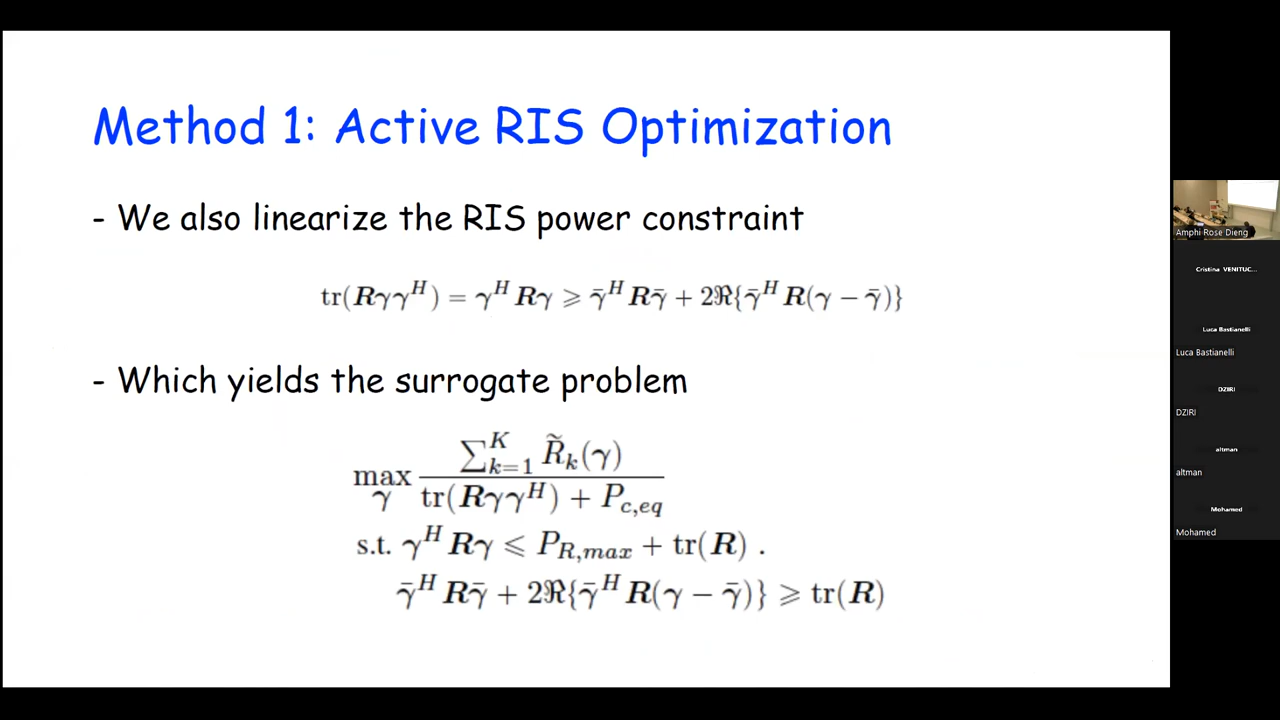 Method 1: Active RIS Optimization
- We also linearize the RIS power constraint
tr(Rγγ^H) = γ^H Rγ ⩾ γ̄^H Rγ̄ + 2ℜ{γ̄^H R(γ − γ̄)}
- Which yields the surrogate problem
max_γ \frac{∑_{k=1}^{K} R̃_k(γ)}{tr(Rγγ^H) + P_{c,eq}}
s.t. γ^H Rγ ⩽ P_{R,max} + tr(R) .
γ̄^H Rγ̄ + 2ℜ{γ̄^H R(γ − γ̄)} ⩾ tr(R)
Amphi Rose Dieng
Cristina VENITUC...
Luca Bastianelli
Luca Bastianelli
DZIRI
DZIRI
altman
altman
Mohamed
Mohamed